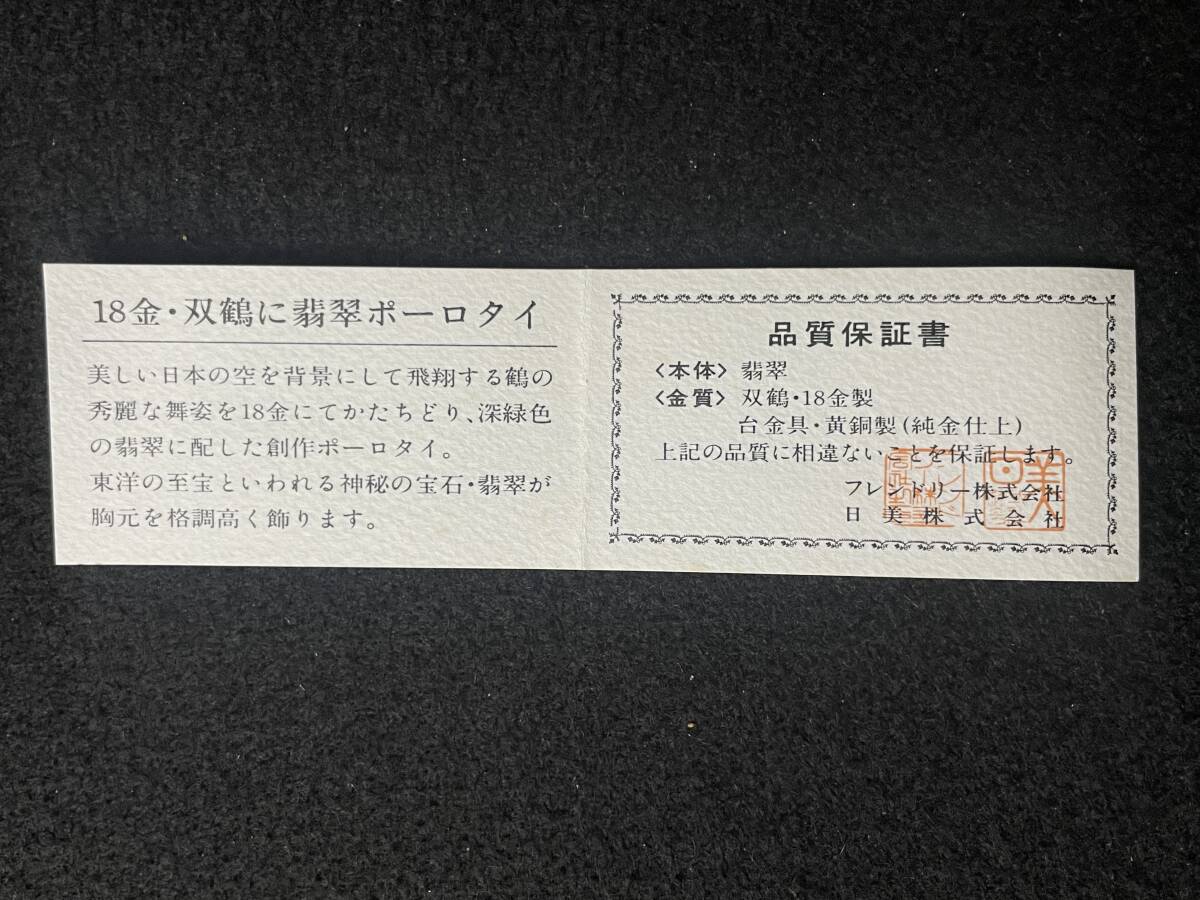 18金・双鶴に翡翠ポーロタイ
美しい日本の空を背景にして飛翔する鶴の
秀麗な舞姿を18金にてかたちどり、深緑色
の翡翠に配した創作ポーロタイ。
東洋の至宝といわれる神秘の宝石・翡翠が
胸元を格調高く飾ります。
品質保証書
〈本体〉 翡翠
〈金質〉 双鶴・18金製
台金具・黄銅製(純金仕上)
上記の品質に相違ないことを保証します。
フレンドリー株式会社
日美株式会社